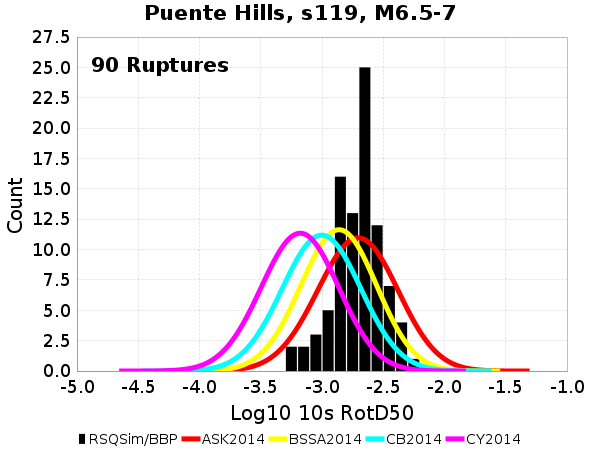 Puente Hills, s119, M6.5-7
90 Ruptures
Count
27.5
25.0
22.5
20.0
17.5
15.0
12.5
10.0
7.5
5.0
2.5
0.0
-5.0 -4.5 -4.0 -3.5 -3.0 -2.5 -2.0 -1.5 -1.0
Log10 10s RotD50
RSQSim/BBP ASK2014 BSSA2014 CB2014 CY2014